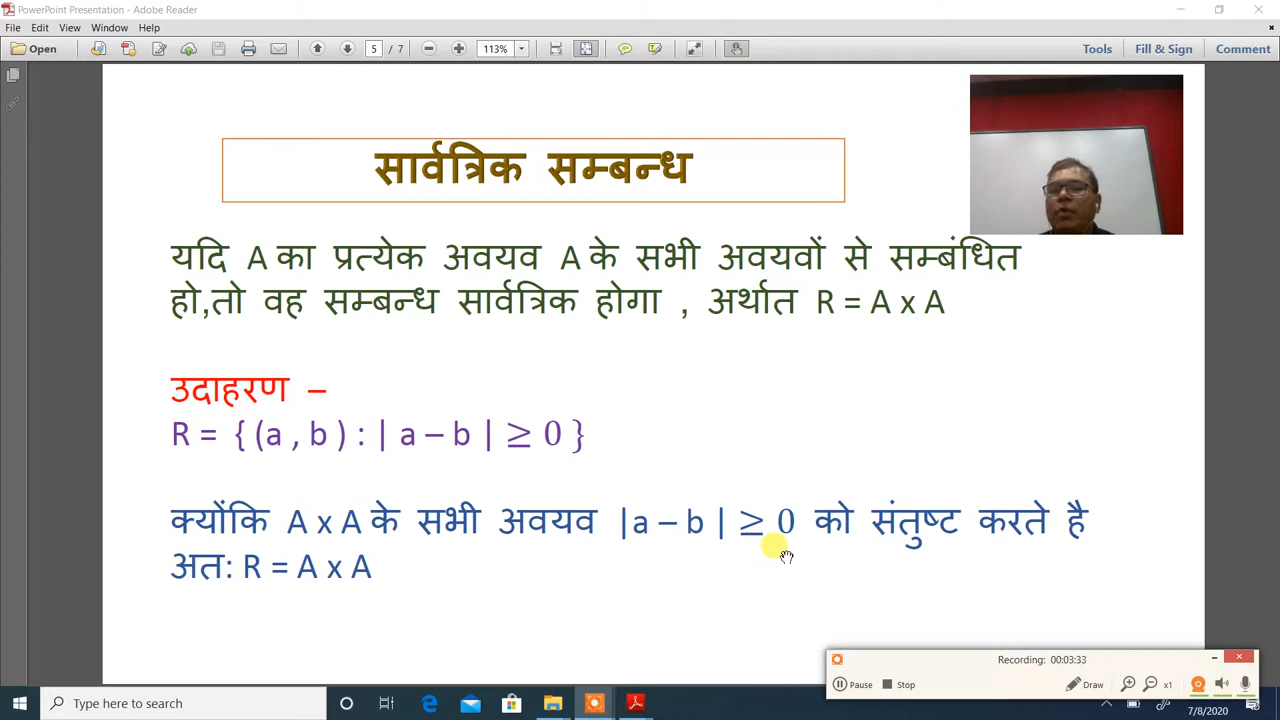 PowerPoint Presentation - Adobe Reader
File Edit View Window Help
Open 5 / 7 113% Tools Fill & Sign Comment
सार्वत्रिक सम्बन्ध
यदि A का प्रत्येक अवयव A के सभी अवयवों से सम्बंधित
हो,तो वह सम्बन्ध सार्वत्रिक होगा , अर्थात R = A x A
उदाहरण –
R = { (a , b ) : | a – b | ≥ 0 }
क्योंकि A x A के सभी अवयव |a – b | ≥ 0 को संतुष्ट करते है
अत: R = A x A
Recording: 00:03:33
Pause Stop Draw x1
Type here to search
7/8/2020